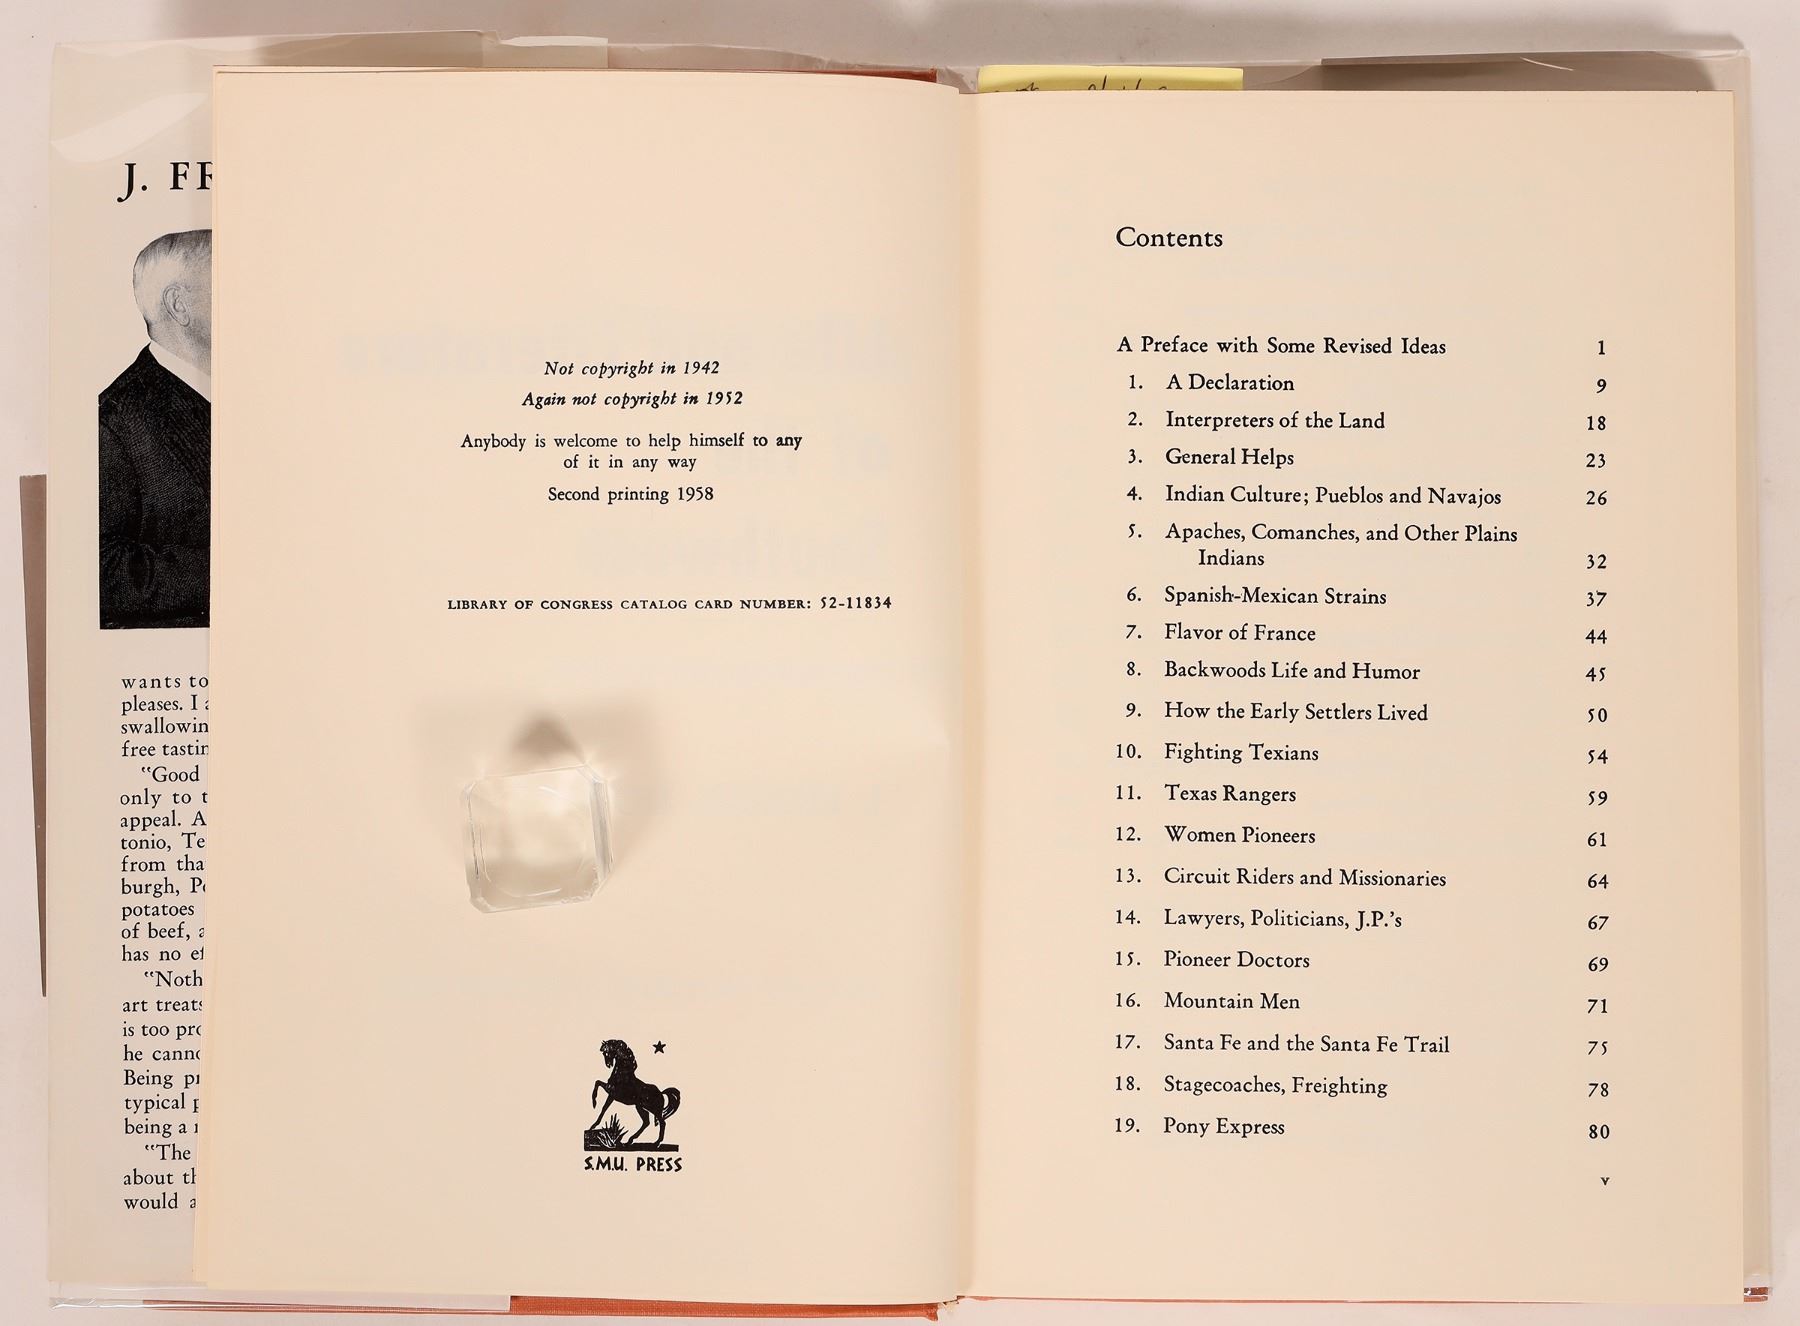 J. FR
wants to
pleases. I
swallowin
free tastin
"Good
only to t
appeal. A
tonio, Te
from tha
burgh, Pe
potatoes
of beef, a
has no ef
"Noth
art treats
is too pro
he canno
Being pr
typical p
being a r
"The
about th
would a
Not copyright in 1942
Again not copyright in 1952
Anybody is welcome to help himself to any
of it in any way
Second printing 1958
LIBRARY OF CONGRESS CATALOG CARD NUMBER: 52-11834
S.M.U. PRESS
Contents
A Preface with Some Revised Ideas 1
1. A Declaration 9
2. Interpreters of the Land 18
3. General Helps 23
4. Indian Culture; Pueblos and Navajos 26
5. Apaches, Comanches, and Other Plains
Indians 32
6. Spanish-Mexican Strains 37
7. Flavor of France 44
8. Backwoods Life and Humor 45
9. How the Early Settlers Lived 50
10. Fighting Texians 54
11. Texas Rangers 59
12. Women Pioneers 61
13. Circuit Riders and Missionaries 64
14. Lawyers, Politicians, J.P.'s 67
15. Pioneer Doctors 69
16. Mountain Men 71
17. Santa Fe and the Santa Fe Trail 75
18. Stagecoaches, Freighting 78
19. Pony Express 80
v